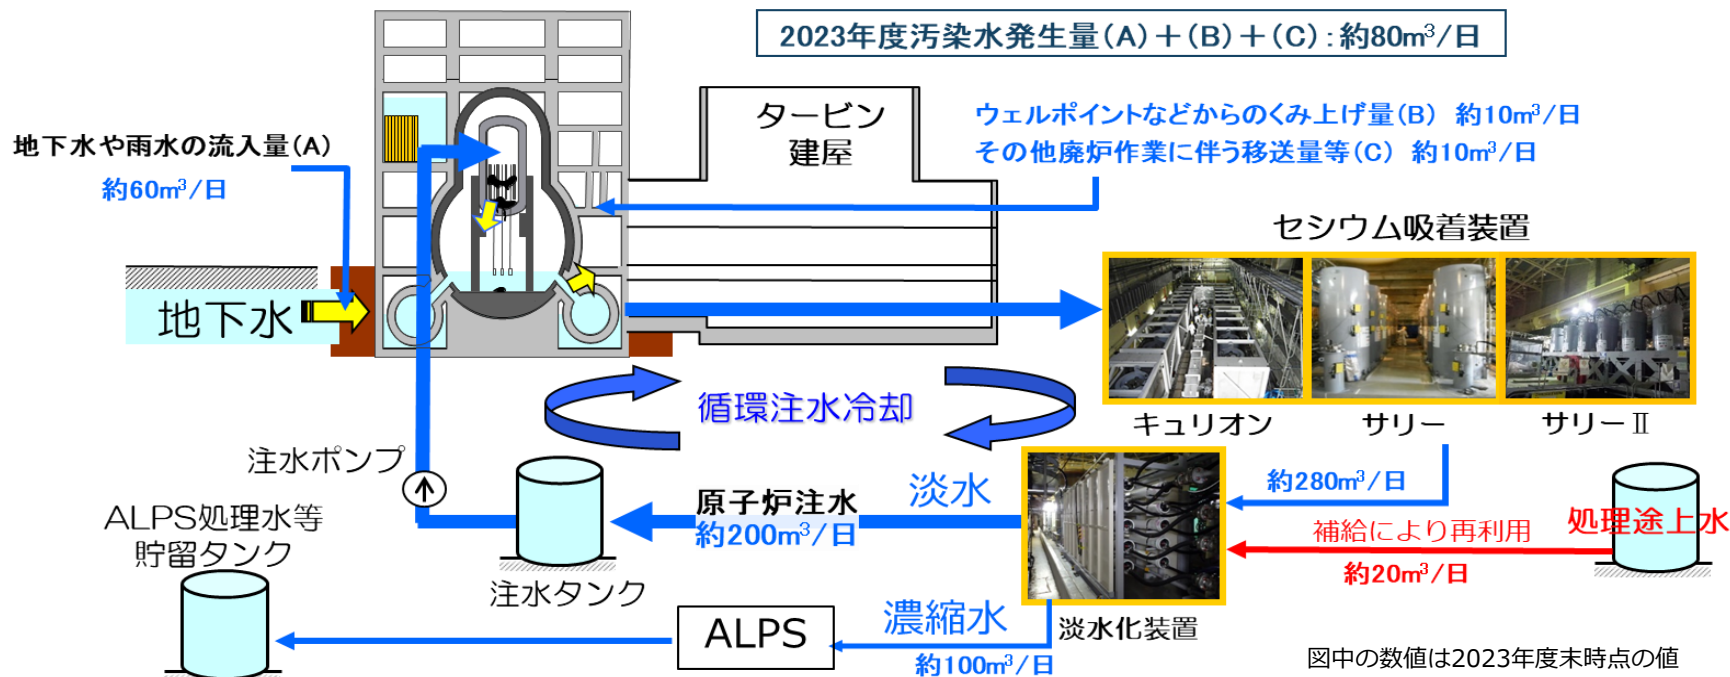 2023年度汚染水発生量(A)＋(B)＋(C)：約80m³/日
タービン
建屋
ウェルポイントなどからのくみ上げ量(B) 約10m³/日
その他廃炉作業に伴う移送量等(C) 約10m³/日
地下水や雨水の流入量(A)
約60m³/日
セシウム吸着装置
地下水
循環注水冷却
キュリオン
サリー
サリーⅡ
注水ポンプ
淡水
約280m³/日
原子炉注水
約200m³/日
処理途上水
補給により再利用
約20m³/日
ALPS処理水等
貯留タンク
注水タンク
ALPS
濃縮水
淡水化装置
約100m³/日
図中の数値は2023年度末時点の値